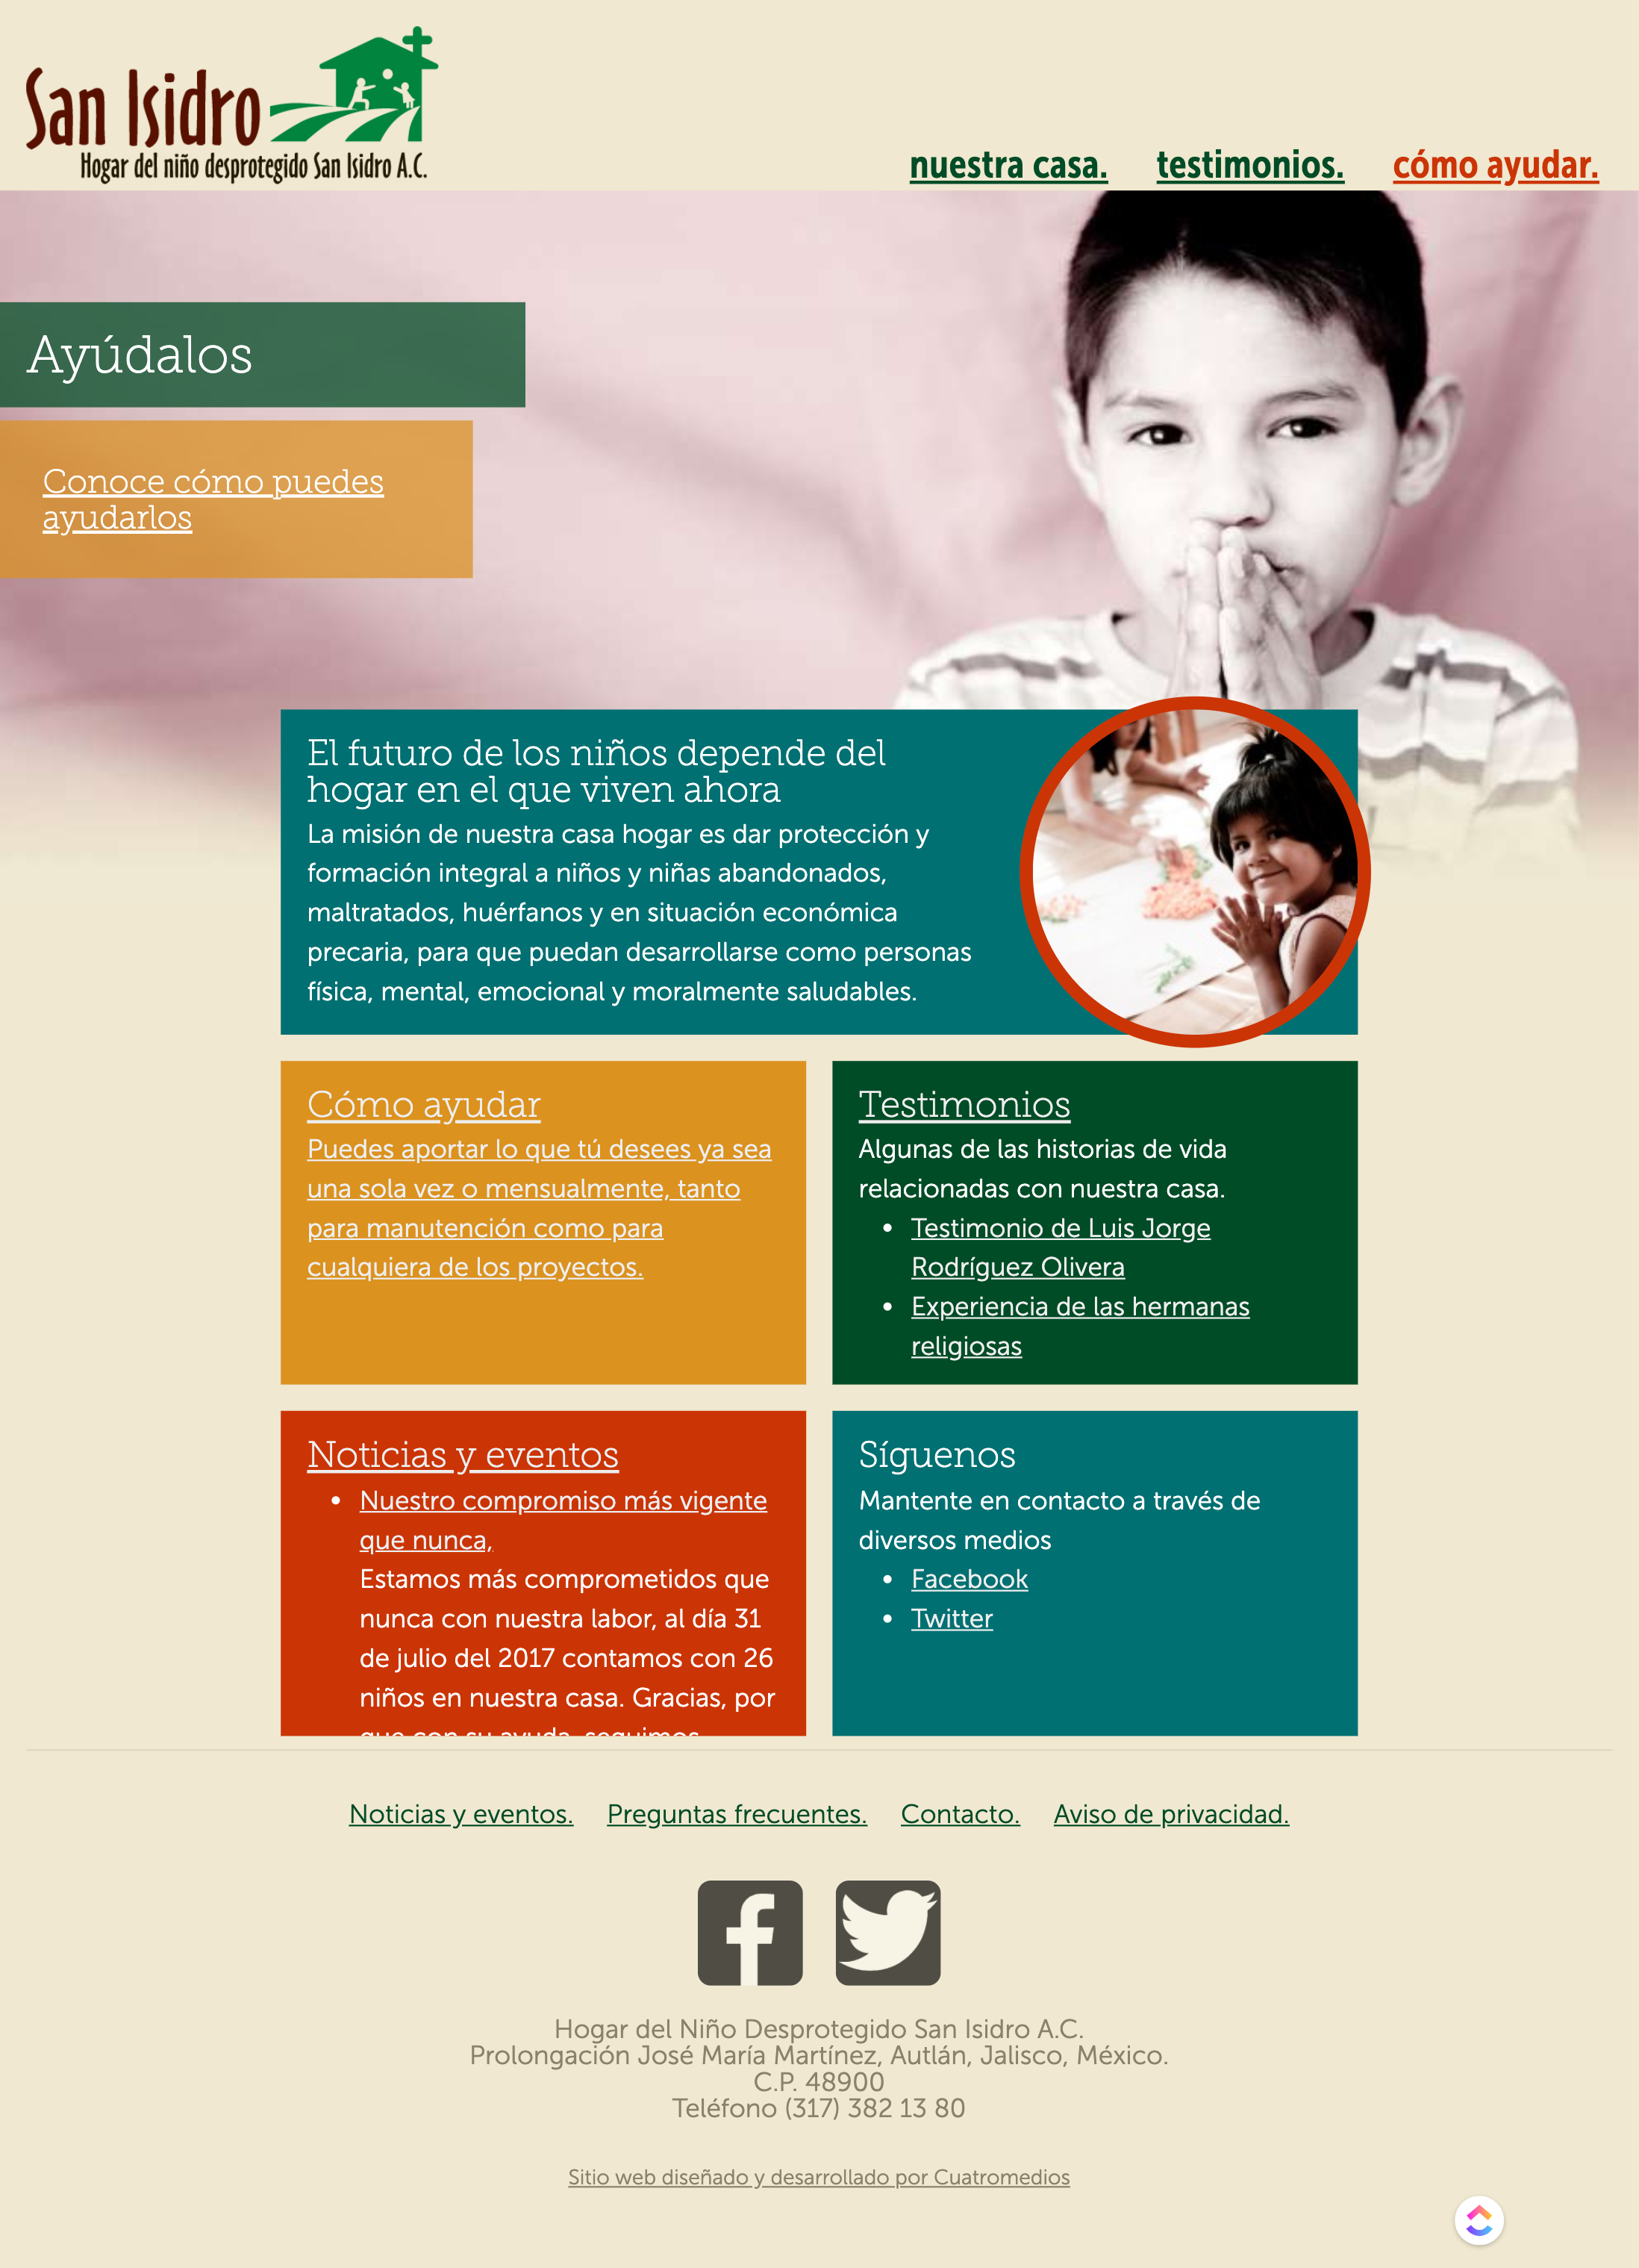 San Isidro
Hogar del niño desprotegido San Isidro A.C.
nuestra casa. testimonios. cómo ayudar.
Ayúdalos
Conoce cómo puedes
ayudarlos
El futuro de los niños depende del
hogar en el que viven ahora
La misión de nuestra casa hogar es dar protección y
formación integral a niños y niñas abandonados,
maltratados, huérfanos y en situación económica
precaria, para que puedan desarrollarse como personas
física, mental, emocional y moralmente saludables.
Cómo ayudar
Puedes aportar lo que tú desees ya sea
una sola vez o mensualmente, tanto
para manutención como para
cualquiera de los proyectos.
Testimonios
Algunas de las historias de vida
relacionadas con nuestra casa.
• Testimonio de Luis Jorge
Rodríguez Olivera
• Experiencia de las hermanas
religiosas
Noticias y eventos
• Nuestro compromiso más vigente
que nunca,
Estamos más comprometidos que
nunca con nuestra labor, al día 31
de julio del 2017 contamos con 26
niños en nuestra casa. Gracias, por
que con su ayuda, seguimos
Síguenos
Mantente en contacto a través de
diversos medios
• Facebook
• Twitter
Noticias y eventos. Preguntas frecuentes. Contacto. Aviso de privacidad.
Hogar del Niño Desprotegido San Isidro A.C.
Prolongación José María Martínez, Autlán, Jalisco, México.
C.P. 48900
Teléfono (317) 382 13 80
Sitio web diseñado y desarrollado por Cuatromedios